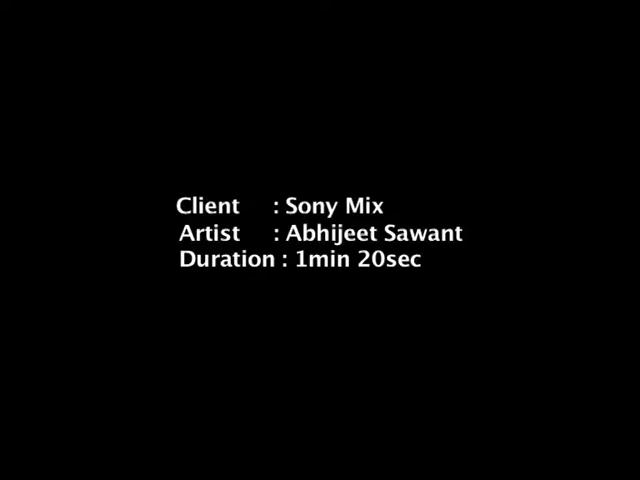 Client : Sony Mix
Artist : Abhijeet Sawant
Duration : 1min 20sec